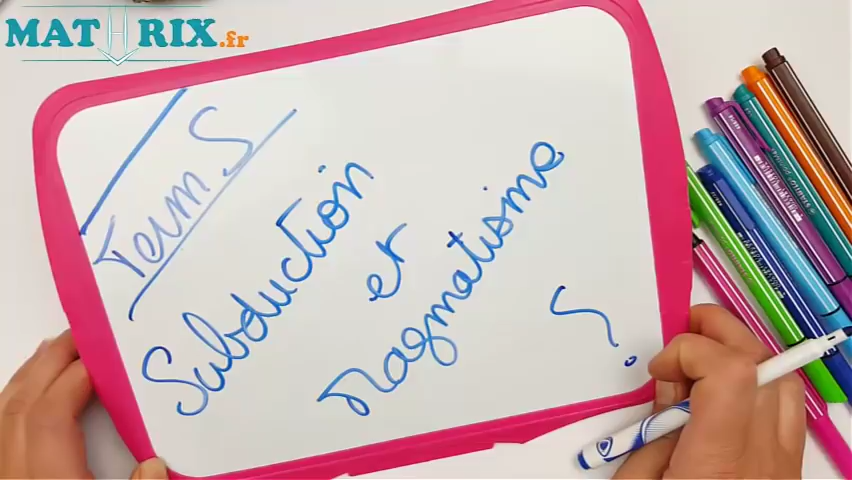 MATHRIX.fr
Term S
Subduction
et
Magmatisme
?